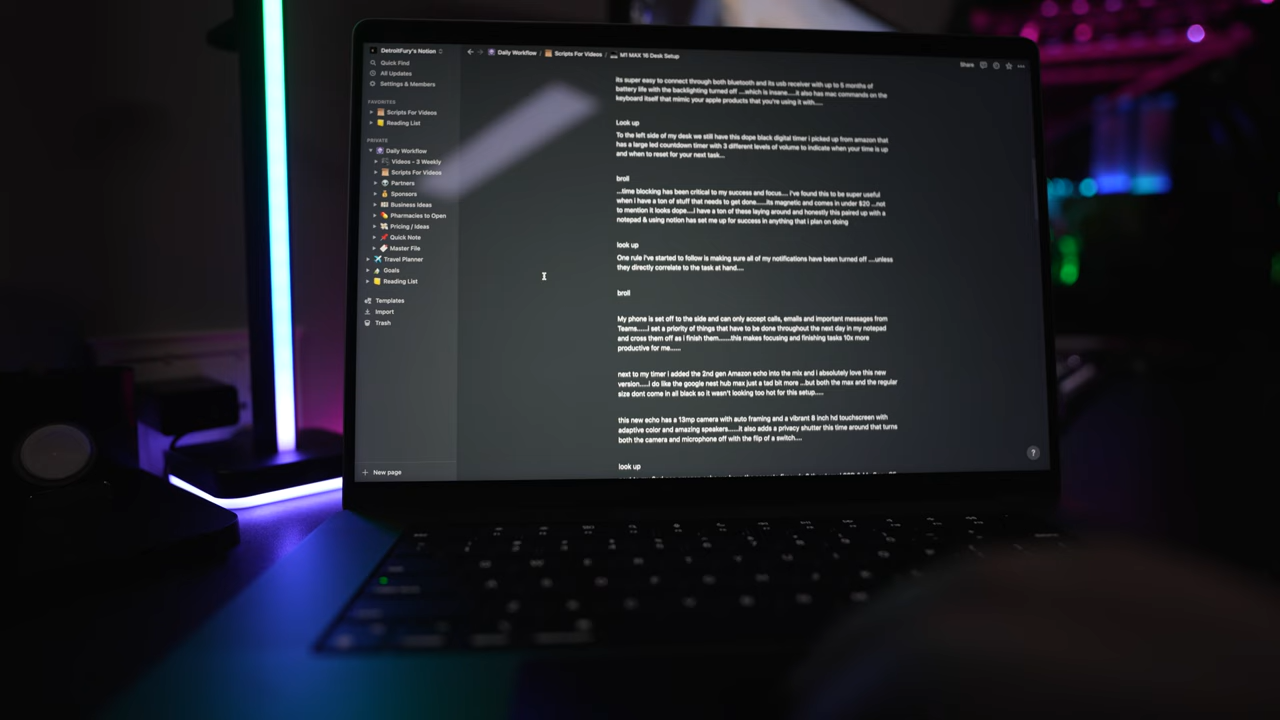 DetroitFury's Notion
Quick Find
All Updates
Settings & Members
FAVORITES
Scripts For Videos
Reading List
PRIVATE
Daily Workflow
Videos - 3 Weekly
Scripts For Videos
Partners
Sponsors
Business Ideas
Pharmacies to Open
Pricing / Ideas
Quick Note
Master File
Travel Planner
Goals
Reading List
Templates
Import
Trash
New page
Daily Workflow / Scripts For Videos / M1 MAX 16 Desk Setup
Share
its super easy to connect through both bluetooth and its usb receiver with up to 5 months of
battery life with the backlighting turned off ....which is insane.....it also has mac commands on the
keyboard itself that mimic your apple products that you're using it with.....
Look up
To the left side of my desk we still have this dope black digital timer i picked up from amazon that
has a large led countdown timer with 3 different levels of volume to indicate when your time is up
and when to reset for your next task...
broll
...time blocking has been critical to my success and focus.... I've found this to be super useful
when i have a ton of stuff that needs to get done......its magnetic and comes in under $20 ...not
to mention it looks dope....i have a ton of these laying around and honestly this paired up with a
notepad & using notion has set me up for success in anything that i plan on doing
look up
One rule I've started to follow is making sure all of my notifications have been turned off ....unless
they directly correlate to the task at hand....
broll
My phone is set off to the side and can only accept calls, emails and important messages from
Teams......i set a priority of things that have to be done throughout the next day in my notepad
and cross them off as I finish them.......this makes focusing and finishing tasks 10x more
productive for me......
next to my timer i added the 2nd gen Amazon echo into the mix and i absolutely love this new
version.....i do like the google nest hub max just a tad bit more ...but both the max and the regular
size dont come in all black so it wasn't looking too hot for this setup.....
this new echo has a 13mp camera with auto framing and a vibrant 8 inch hd touchscreen with
adaptive color and amazing speakers......it also adds a privacy shutter this time around that turns
both the camera and microphone off with the flip of a switch....
look up
?